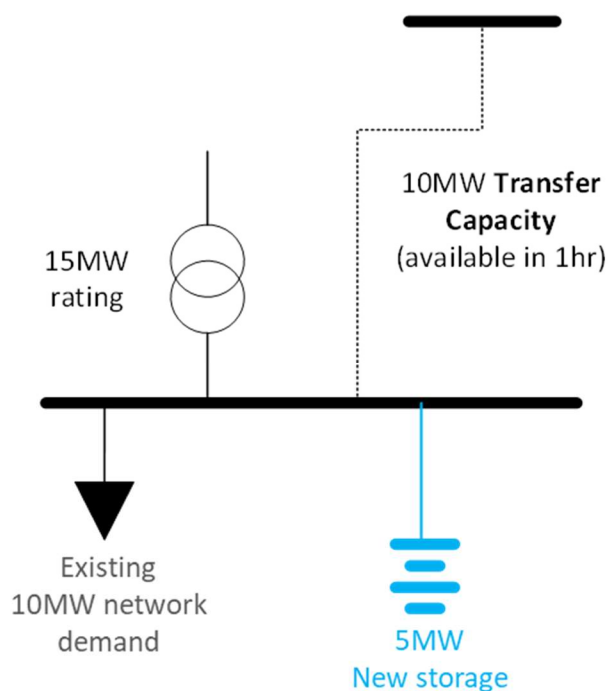 10MW Transfer
Capacity
(available in 1hr)
15MW
rating
Existing
10MW network
demand
5MW
New storage